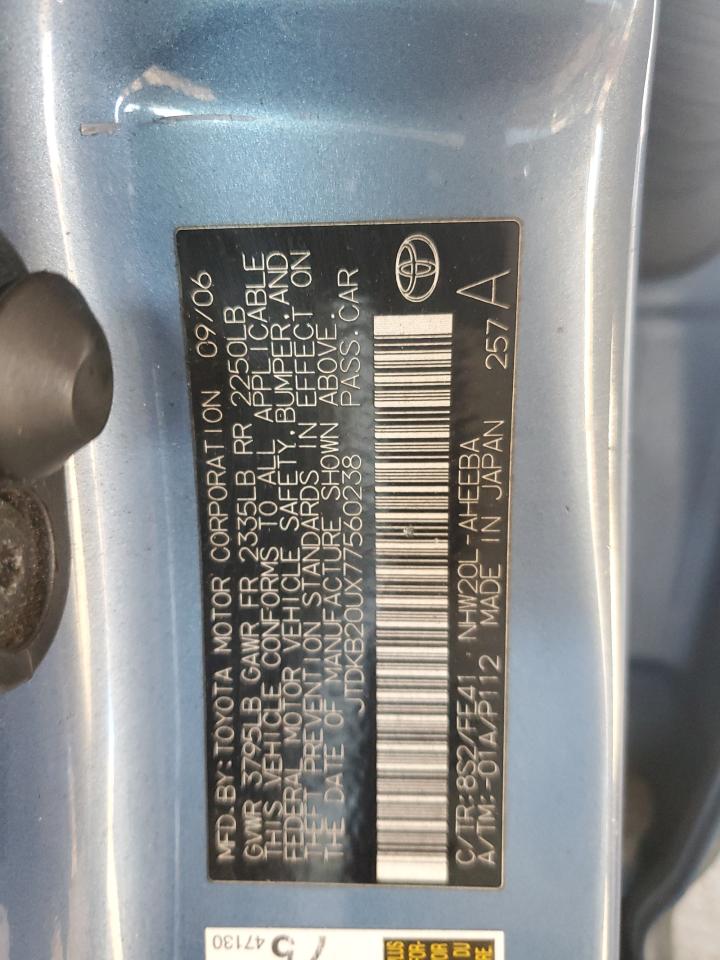 MFD. BY: TOYOTA MOTOR CORPORATION 09/06
GVWR 3795LB GAWR FR 2335LB RR 2250LB
THIS VEHICLE CONFORMS TO ALL APPLICABLE
FEDERAL MOTOR VEHICLE SAFETY, BUMPER, AND
THEFT PREVENTION STANDARDS IN EFFECT ON
THE DATE OF MANUFACTURE SHOWN ABOVE.
JTDKB20UX77560238 PASS. CAR
C/TR: 8S2/FE41 NHW20L-AHEEBA
A/TM: -01A/P112 MADE IN JAPAN 257 A
47130